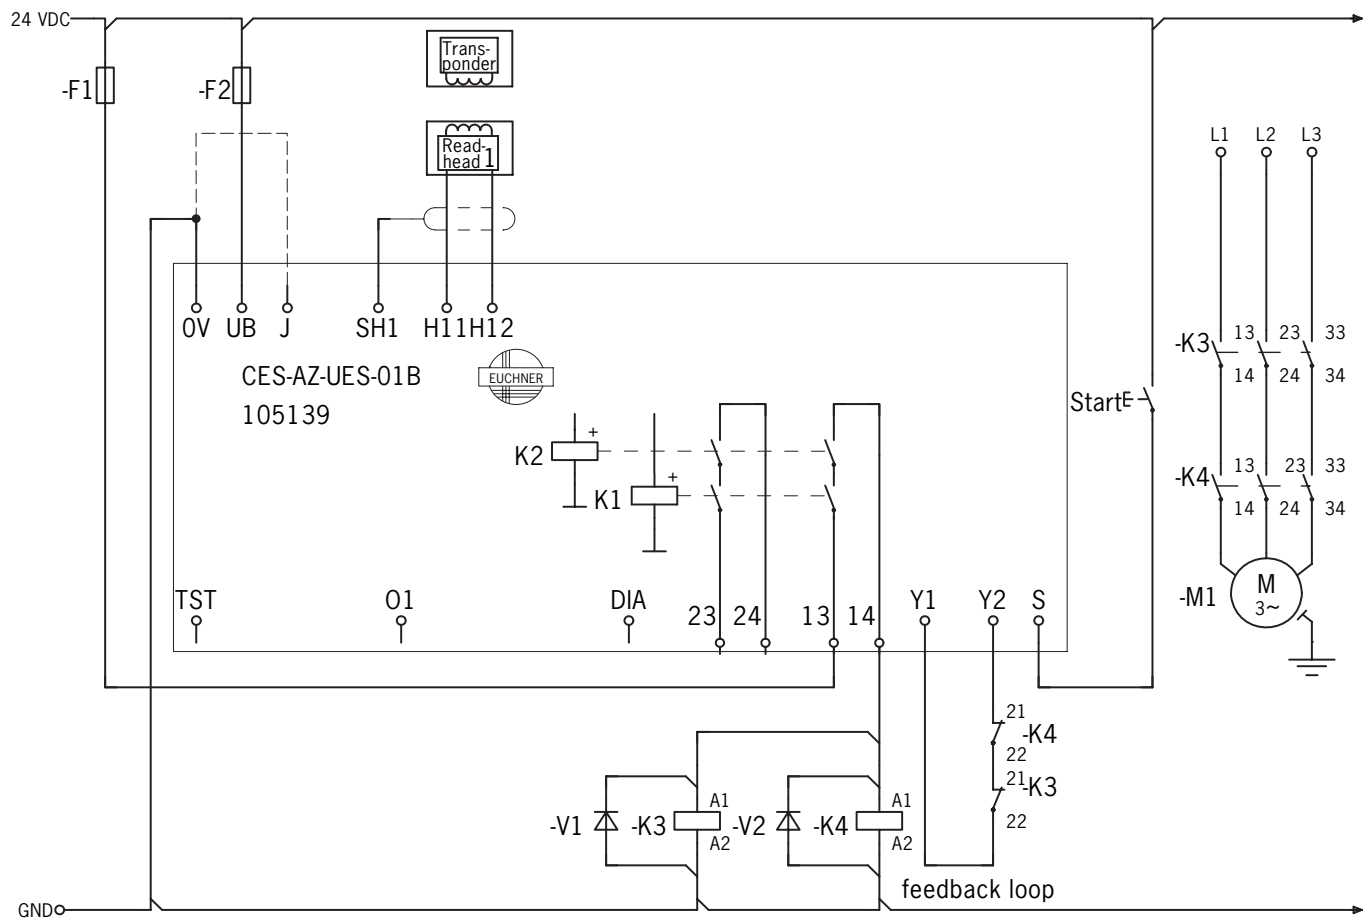 24 VDC
-F1
-F2
Trans-
ponder
Read-
head 1
L1 L2 L3
0V UB J SH1 H11 H12
CES-AZ-UES-01B
105139
EUCHNER
-K3 13 23 33
14 24 34
Start
K2 +
K1 +
-K4 13 23 33
14 24 34
TST O1 DIA 23 24 13 14 Y1 Y2 S
-M1 M
3~
21
-K4
22
21
-K3
22
-V1 -K3 A1
A2
-V2 -K4 A1
A2
feedback loop
GND